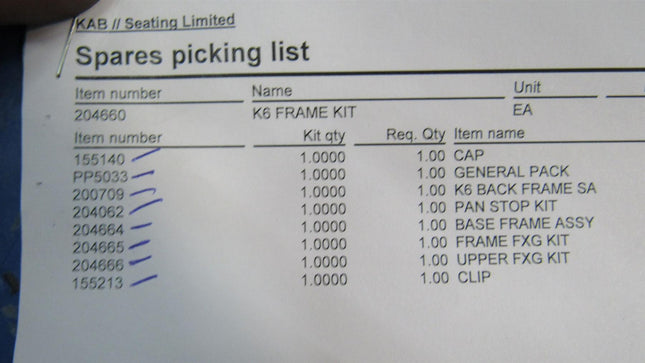 KAB // Seating Limited
Spares picking list
Item number Name Unit
204660 K6 FRAME KIT EA
Item number Kit qty Req. Qty Item name
155140 1.0000 1.00 CAP
PP5033 1.0000 1.00 GENERAL PACK
200709 1.0000 1.00 K6 BACK FRAME SA
204062 1.0000 1.00 PAN STOP KIT
204664 1.0000 1.00 BASE FRAME ASSY
204665 1.0000 1.00 FRAME FXG KIT
204666 1.0000 1.00 UPPER FXG KIT
155213 1.0000 1.00 CLIP